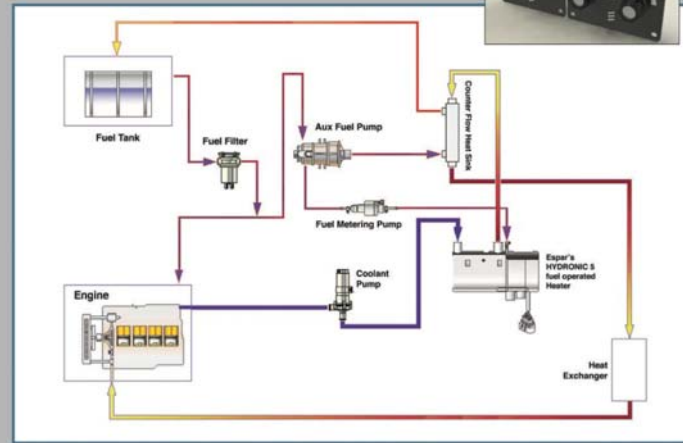 Fuel Tank
Fuel Filter
Aux Fuel Pump
Counter Flow Heat Sink
Fuel Metering Pump
Espar's
HYDRONIC 5
fuel operated
Heater
Coolant
Pump
Engine
Heat
Exchanger